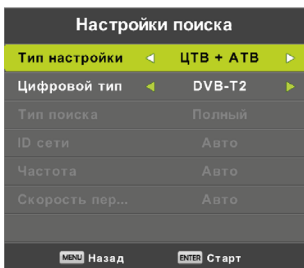 Настройки поиска
Тип настройки ЦТВ + АТВ
Цифровой тип DVB-T2
Тип поиска Полный
ID сети Авто
Частота Авто
Скорость пер... Авто
MENU Назад ENTER Старт